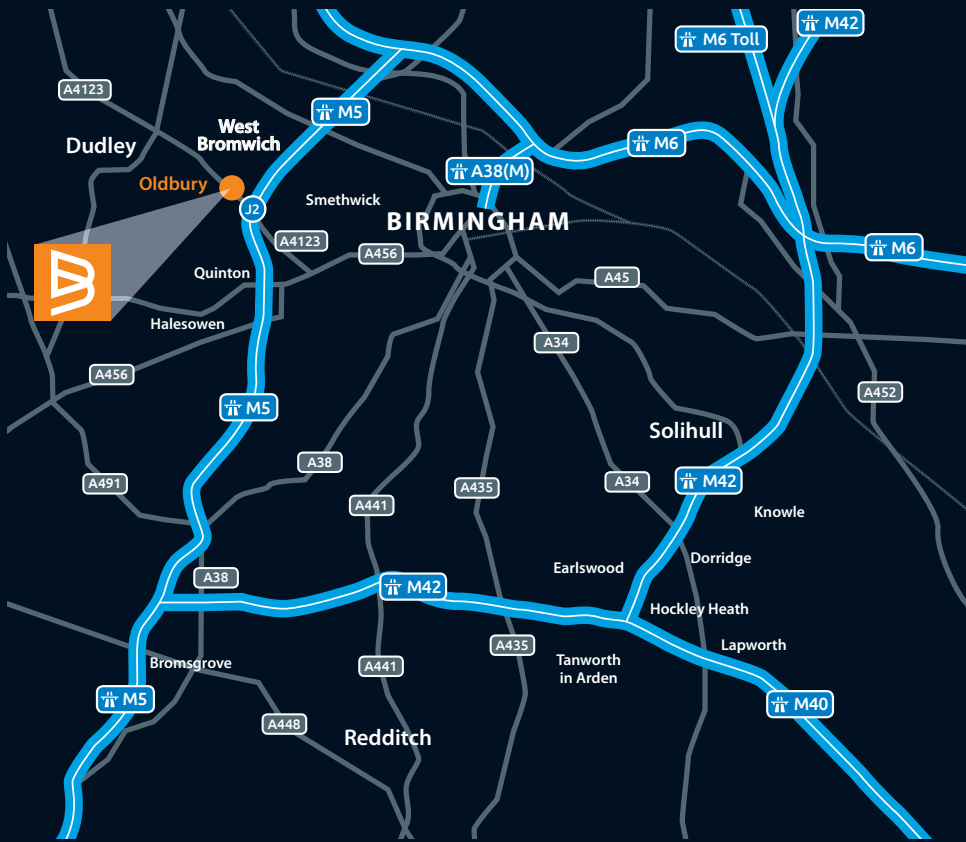 M42
M6 Toll
A4123
M5
West
Bromwich
Dudley
M6
A38(M)
Oldbury
J2
Smethwick
BIRMINGHAM
A4123
A456
M6
Quinton
A45
Halesowen
A34
A456
A452
M5
Solihull
A38
A491
A435
A34
M42
A441
Knowle
Dorridge
Earlswood
A38
M42
Hockley Heath
A435
Lapworth
Bromsgrove
A441
Tanworth
in Arden
M5
M40
A448
Redditch